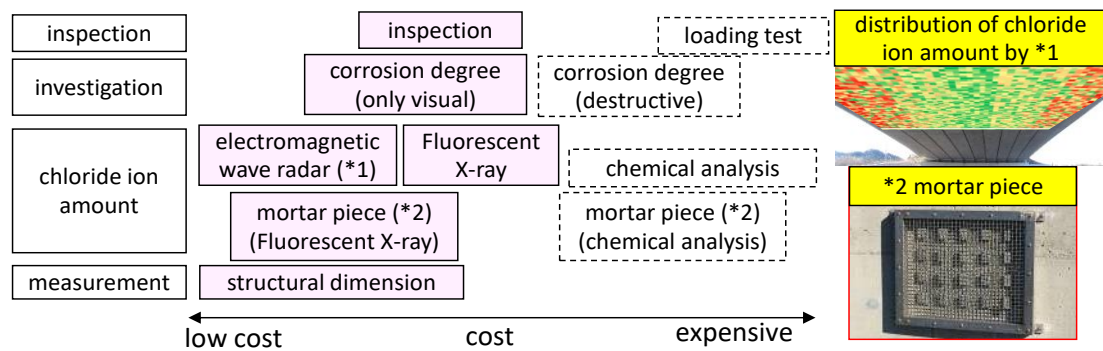 inspection
inspection
loading test
investigation
corrosion degree
(only visual)
corrosion degree
(destructive)
chloride ion
amount
electromagnetic
wave radar (*1)
Fluorescent
X-ray
chemical analysis
mortar piece (*2)
(Fluorescent X-ray)
mortar piece (*2)
(chemical analysis)
measurement
structural dimension
low cost
cost
expensive
distribution of chloride
ion amount by *1
*2 mortar piece